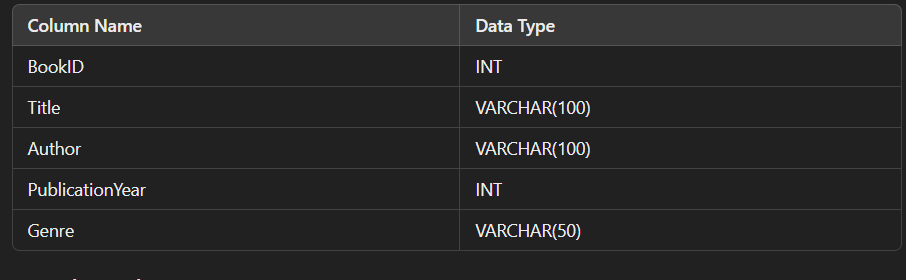 Column Name Data Type
BookID INT
Title VARCHAR(100)
Author VARCHAR(100)
PublicationYear INT
Genre VARCHAR(50)